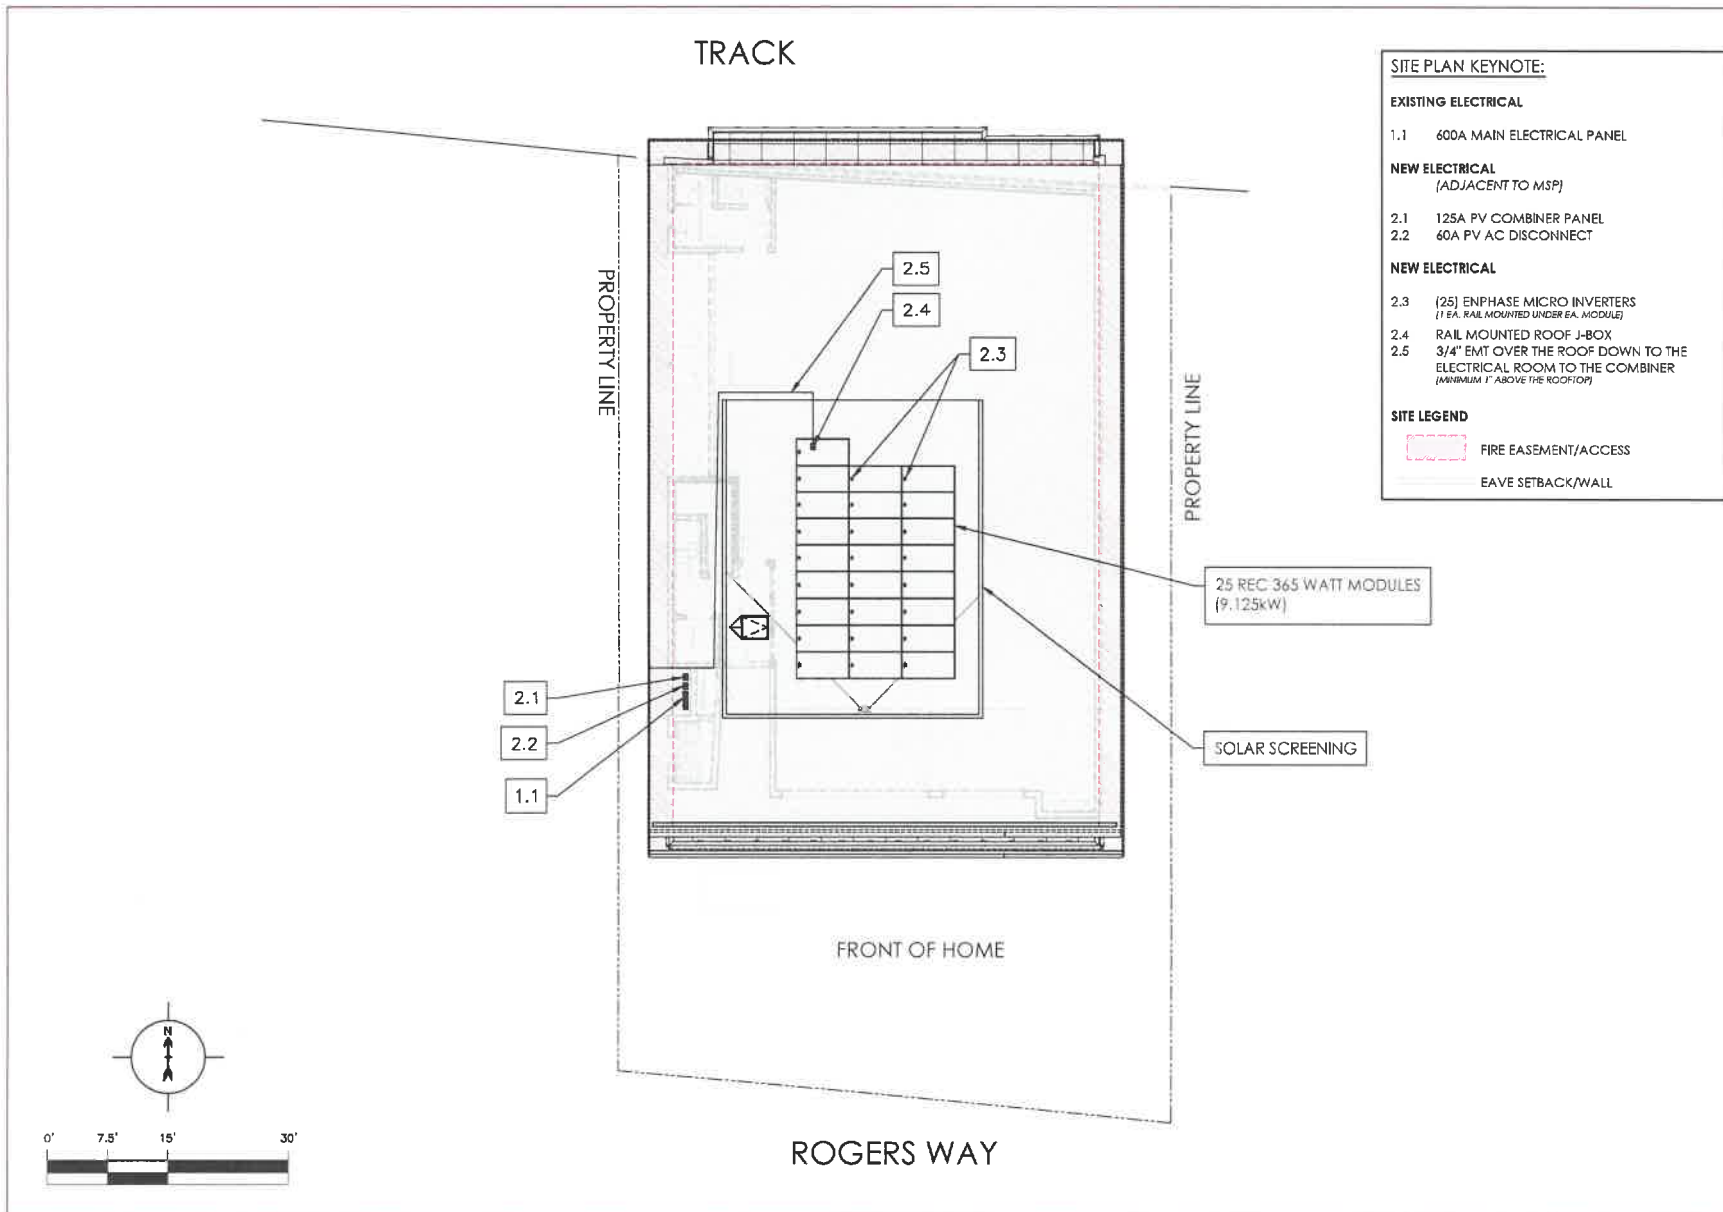 TRACK
SITE PLAN KEYNOTE:
EXISTING ELECTRICAL
1.1 600A MAIN ELECTRICAL PANEL
NEW ELECTRICAL
(ADJACENT TO MSP)
2.1 125A PV COMBINER PANEL
2.2 60A PV AC DISCONNECT
NEW ELECTRICAL
2.3 (25) ENPHASE MICRO INVERTERS
(1 EA. RAIL MOUNTED UNDER EA. MODULE)
2.4 RAIL MOUNTED ROOF J-BOX
2.5 3/4" EMT OVER THE ROOF DOWN TO THE
ELECTRICAL ROOM TO THE COMBINER
(MINIMUM 1" ABOVE THE ROOFTOP)
SITE LEGEND
FIRE EASEMENT/ACCESS
EAVE SETBACK/WALL
PROPERTY LINE
2.5
2.4
2.3
PROPERTY LINE
25 REC 365 WATT MODULES
(9.125kW)
2.1
2.2
1.1
SOLAR SCREENING
FRONT OF HOME
N
0' 7.5' 15' 30'
ROGERS WAY